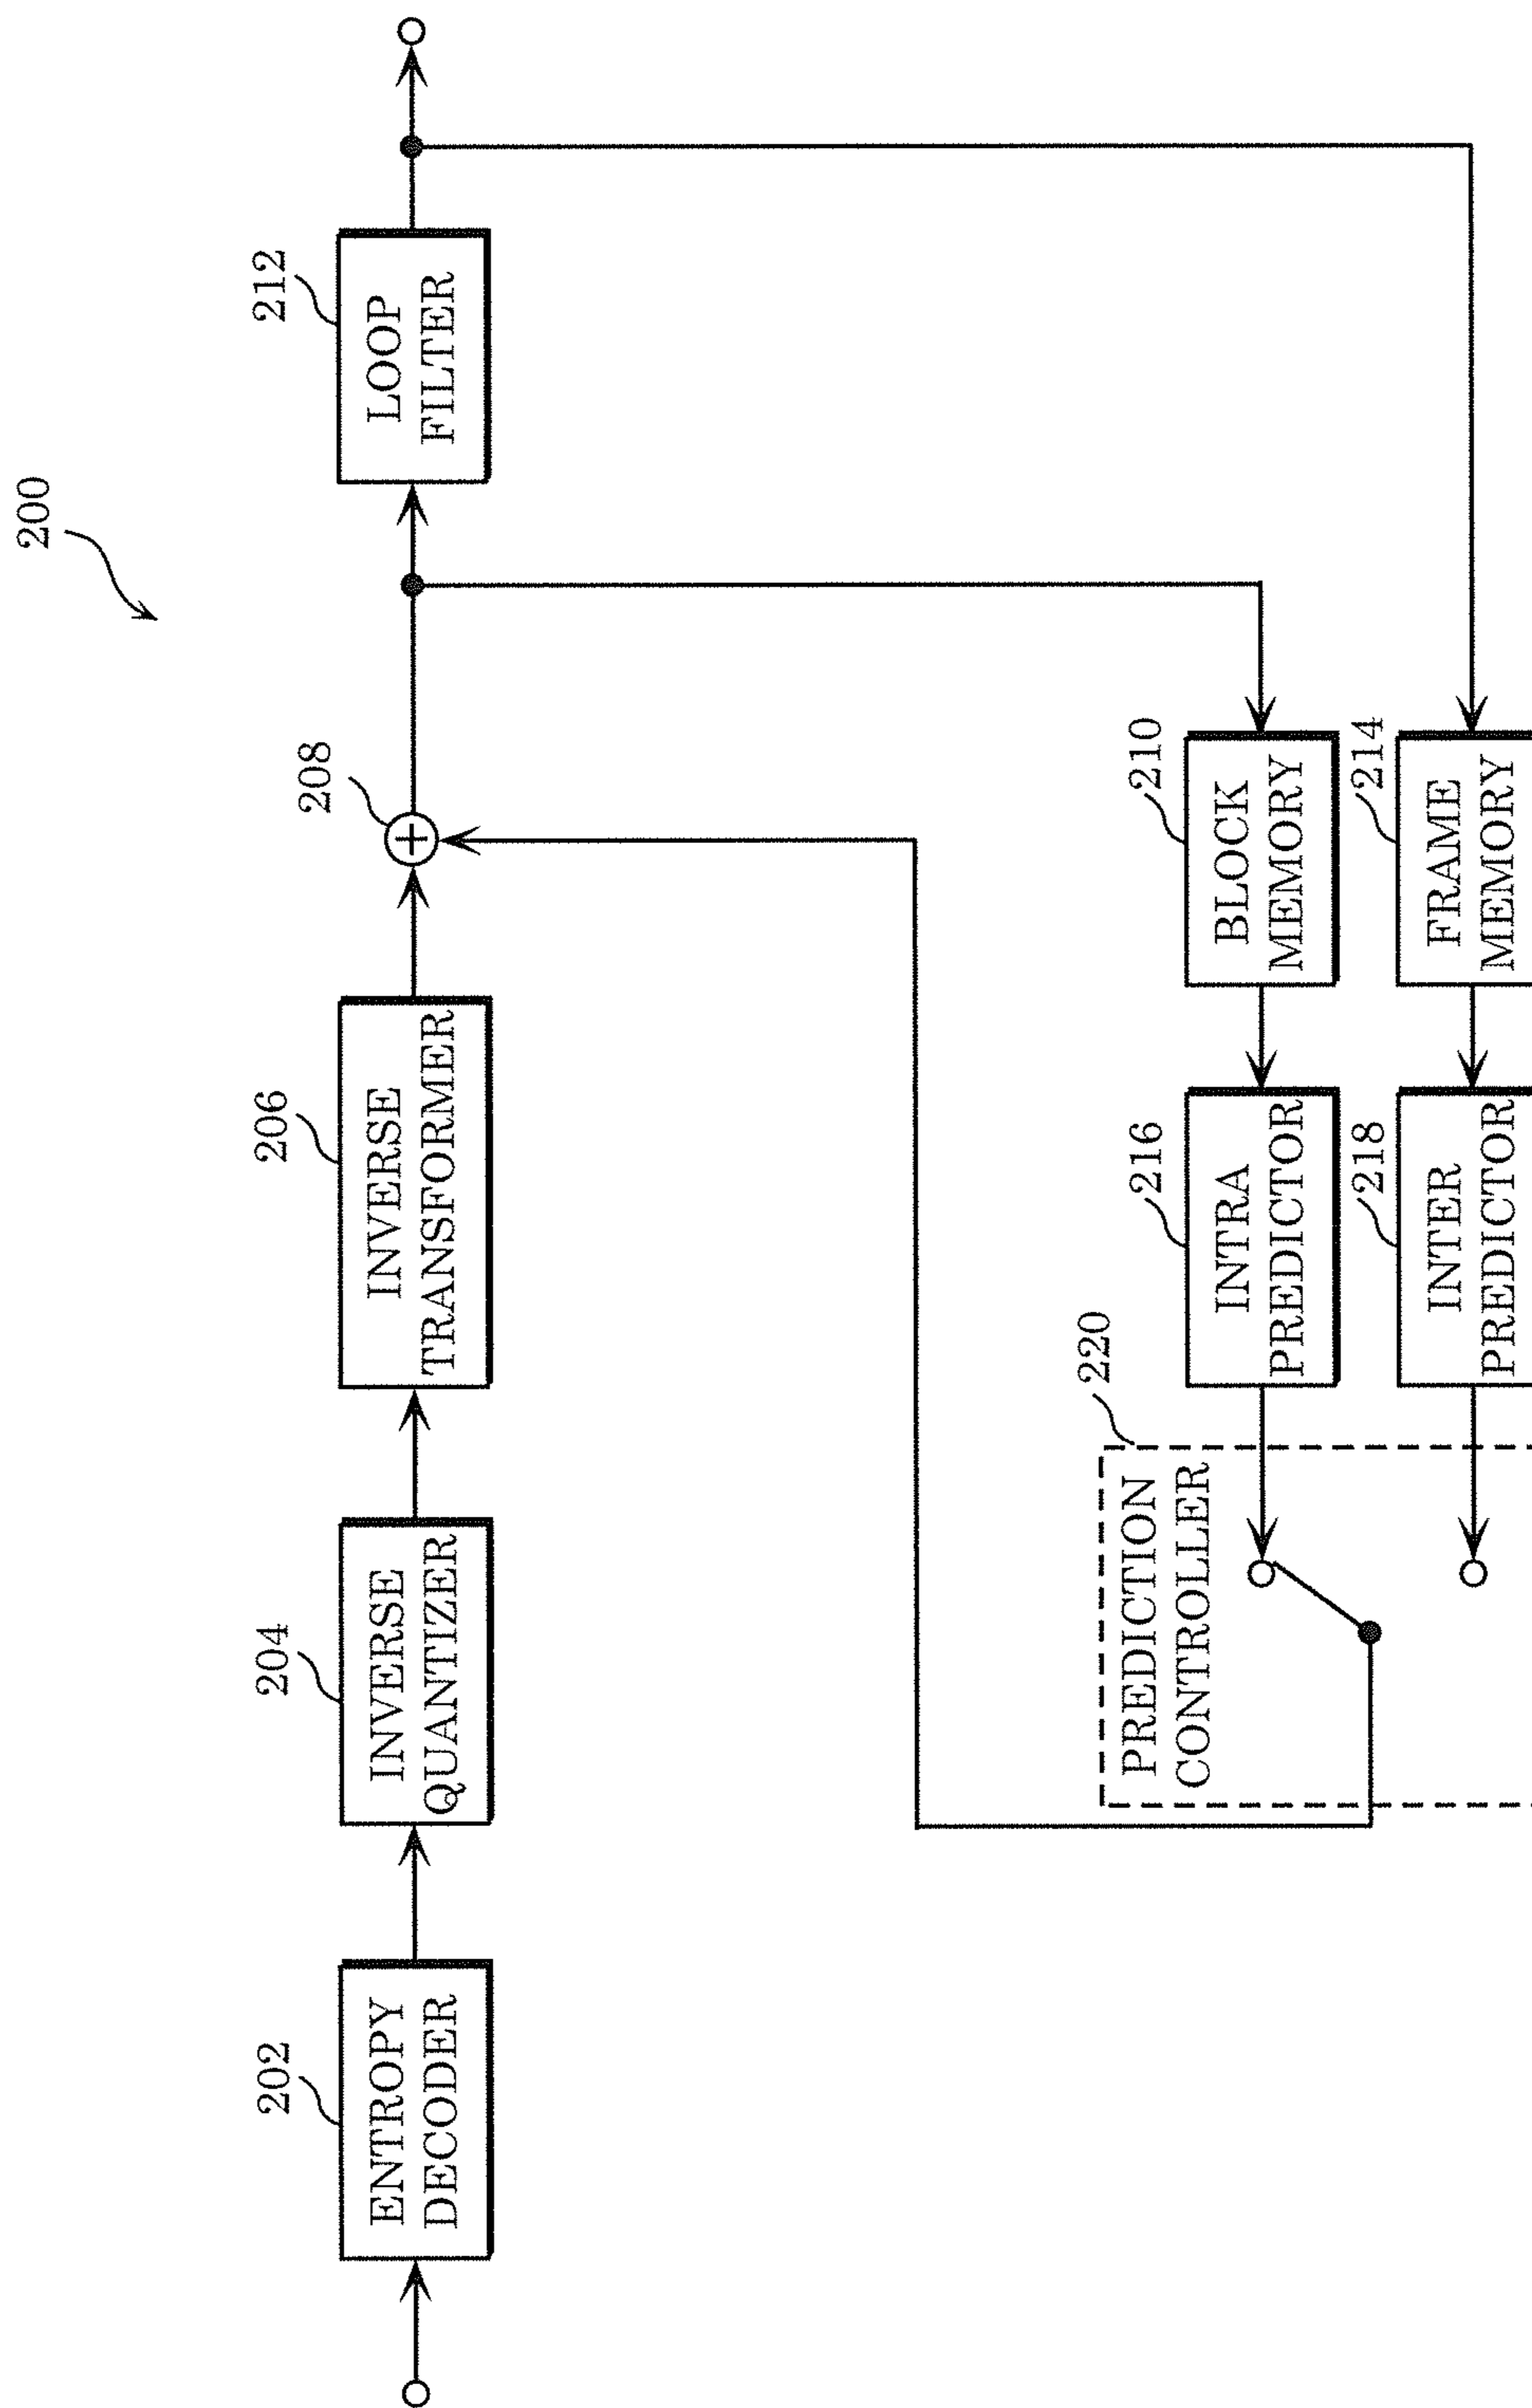 200
202
ENTROPY
DECODER
204
INVERSE
QUANTIZER
206
INVERSE
TRANSFORMER
208
+
212
LOOP
FILTER
220
PREDICTION
CONTROLLER
216
INTRA
PREDICTOR
210
BLOCK
MEMORY
218
INTER
PREDICTOR
214
FRAME
MEMORY